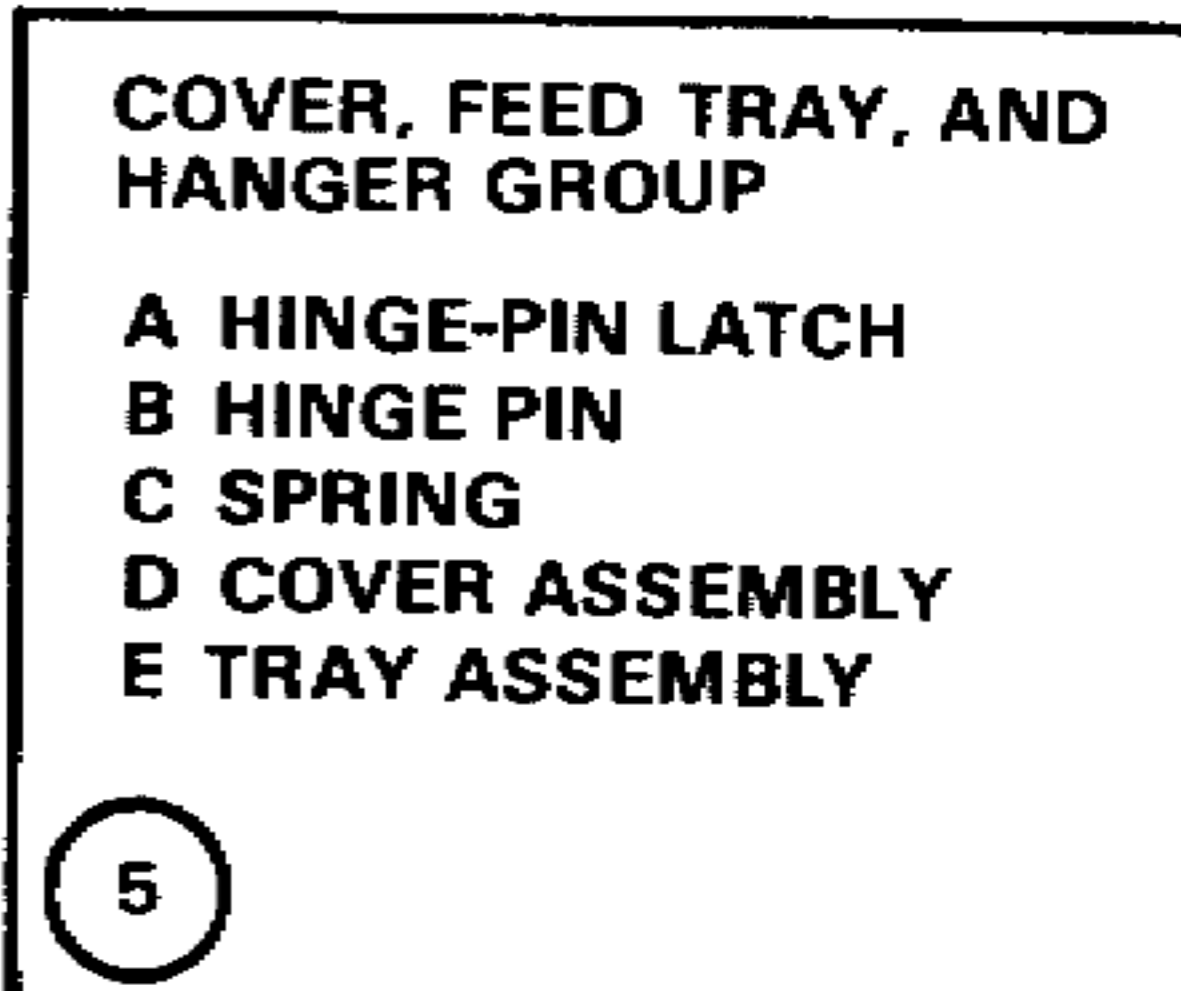 COVER, FEED TRAY, AND
HANGER GROUP
A HINGE-PIN LATCH
B HINGE PIN
C SPRING
D COVER ASSEMBLY
E TRAY ASSEMBLY
5